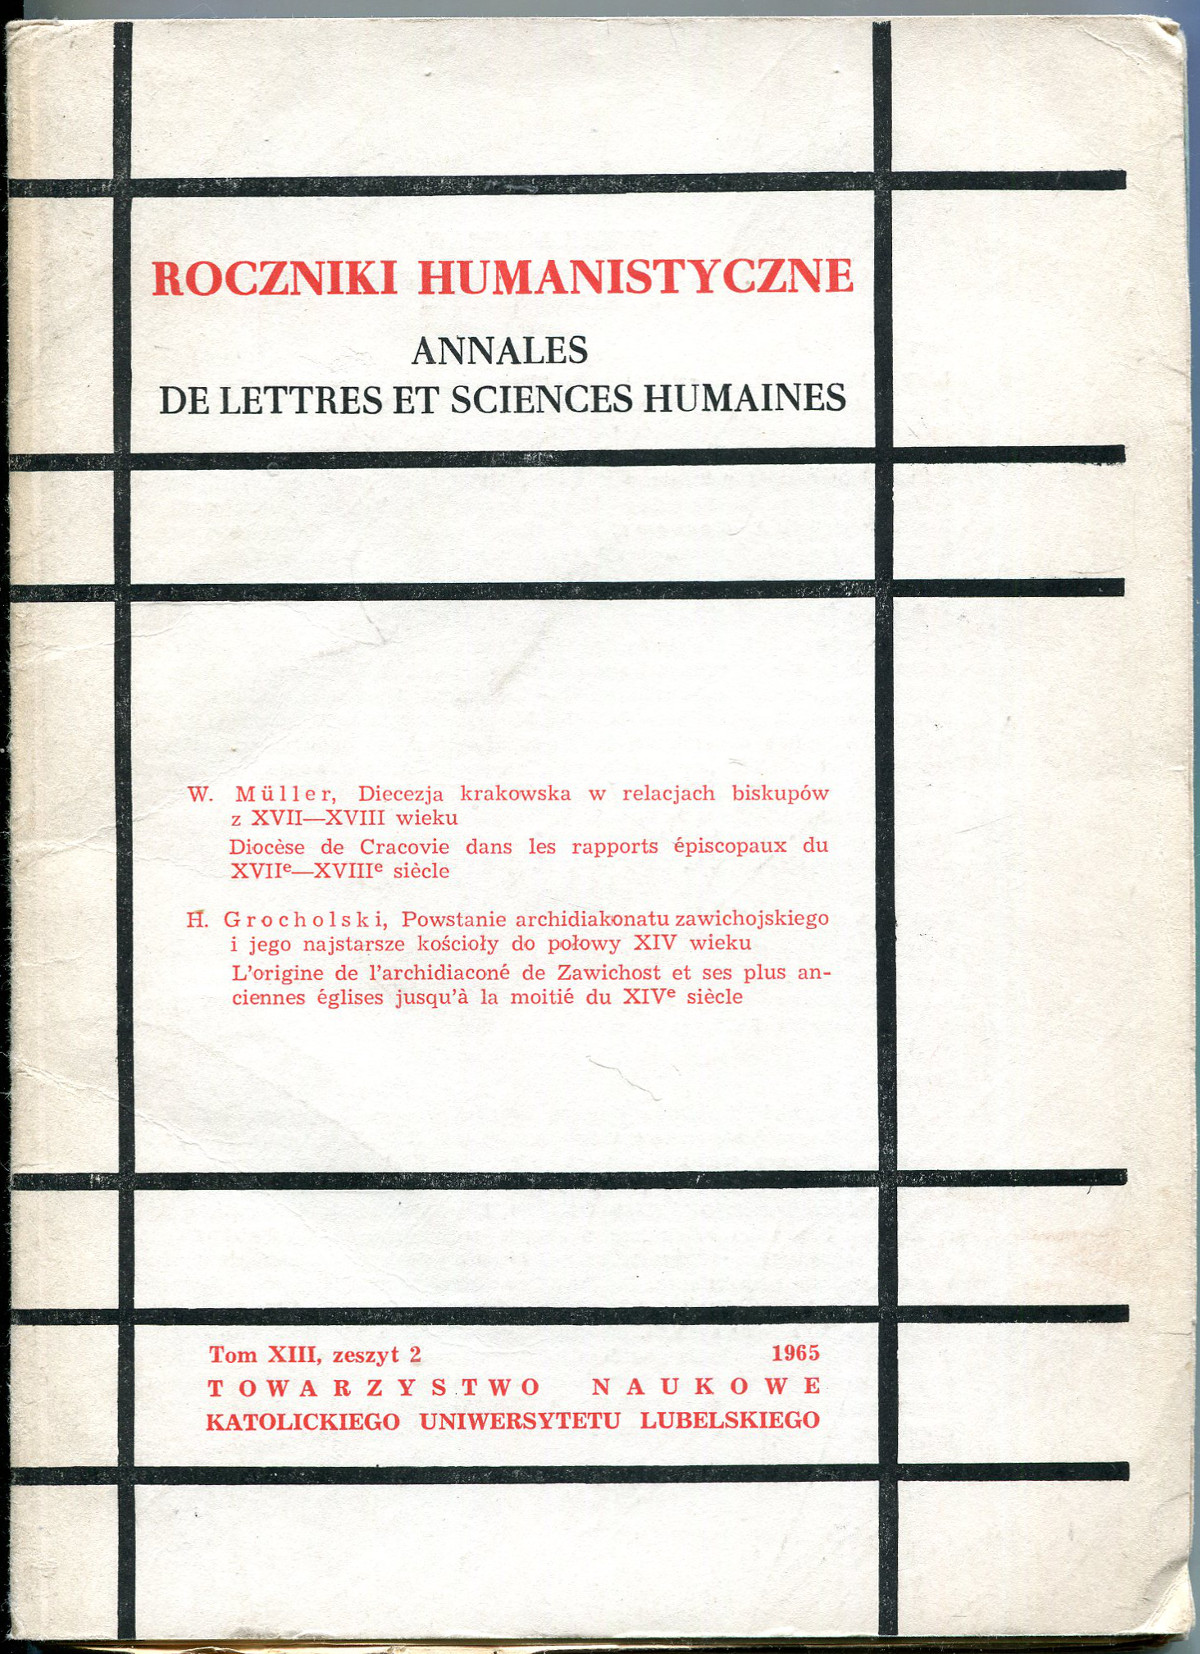 ROCZNIKI HUMANISTYCZNE
ANNALES
DE LETTRES ET SCIENCES HUMAINES
W. Müller, Diecezja krakowska w relacjach biskupów
z XVII—XVIII wieku
Diocèse de Cracovie dans les rapports épiscopaux du
XVIIe—XVIIIe siècle
H. Grocholski, Powstanie archidiakonatu zawichojskiego
i jego najstarsze kościoły do połowy XIV wieku
L'origine de l'archidiaconé de Zawichost et ses plus an-
ciennes églises jusqu'à la moitié du XIVe siècle
Tom XIII, zeszyt 2 1965
TOWARZYSTWO NAUKOWE
KATOLICKIEGO UNIWERSYTETU LUBELSKIEGO